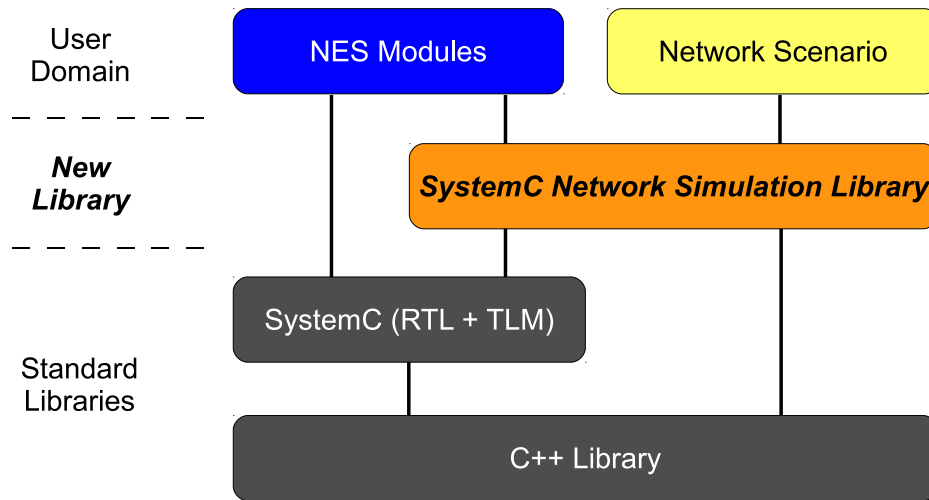 User
Domain
NES Modules
Network Scenario
New
Library
SystemC Network Simulation Library
SystemC (RTL + TLM)
Standard
Libraries
C++ Library